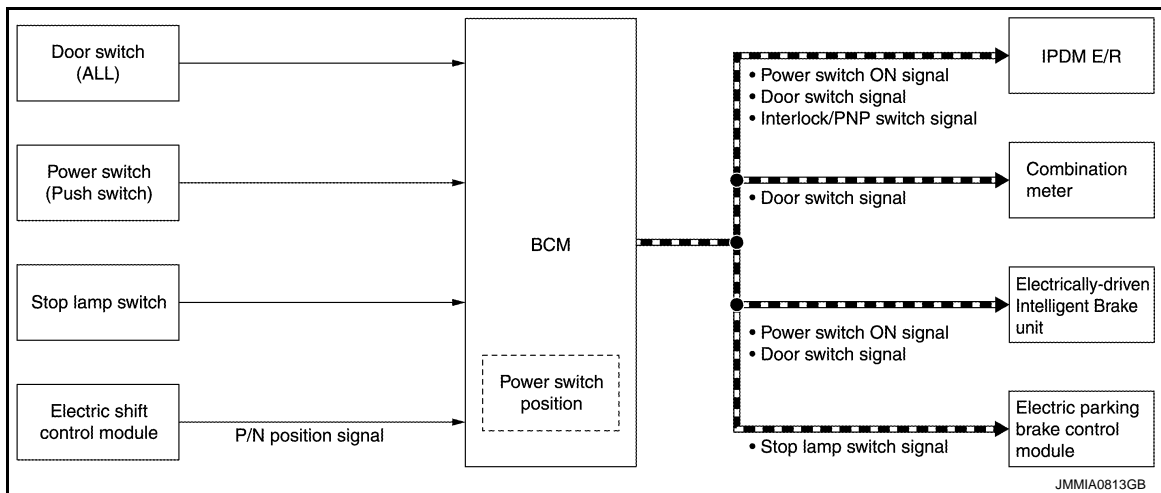 Door switch
(ALL)
Power switch
(Push switch)
Stop lamp switch
Electric shift
control module
P/N position signal
BCM
Power switch
position
• Power switch ON signal
• Door switch signal
• Interlock/PNP switch signal
IPDM E/R
• Door switch signal
Combination
meter
• Power switch ON signal
• Door switch signal
Electrically-driven
Intelligent Brake
unit
• Stop lamp switch signal
Electric parking
brake control
module
JMMIA0813GB